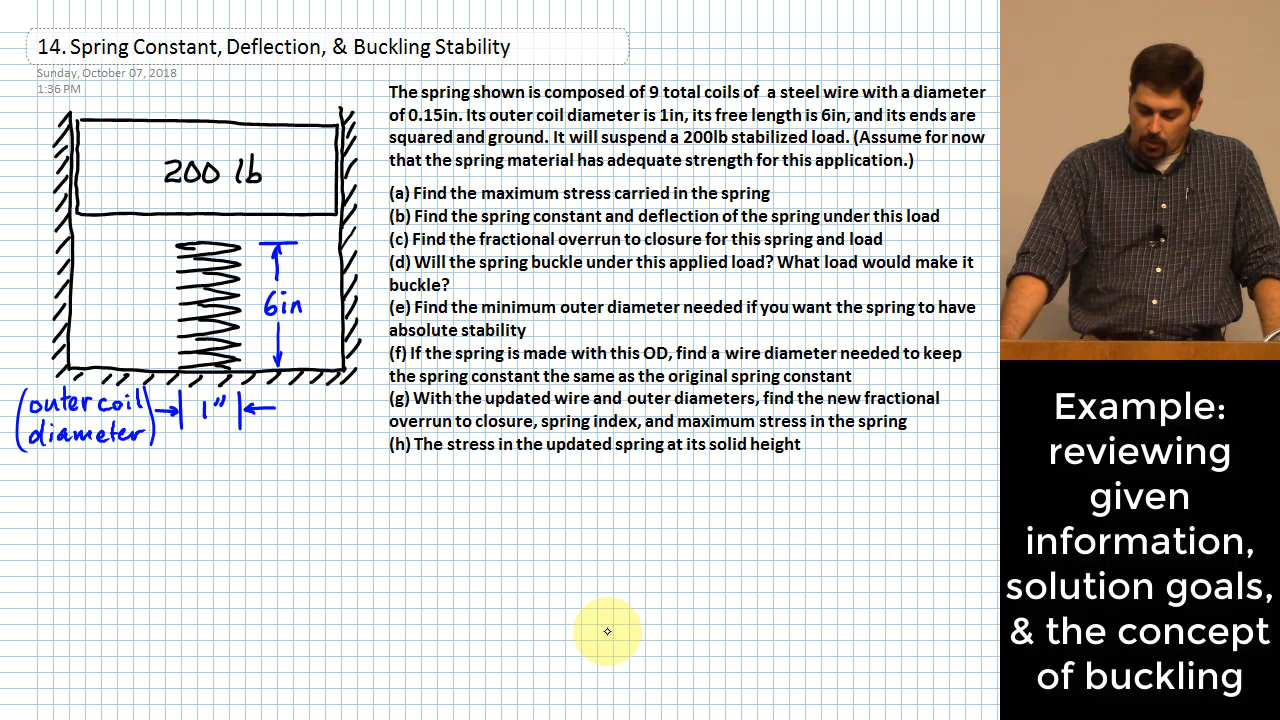 14. Spring Constant, Deflection, & Buckling Stability
Sunday, October 07, 2018
1:36 PM
The spring shown is composed of 9 total coils of a steel wire with a diameter
of 0.15in. Its outer coil diameter is 1in, its free length is 6in, and its ends are
squared and ground. It will suspend a 200lb stabilized load. (Assume for now
that the spring material has adequate strength for this application.)
(a) Find the maximum stress carried in the spring
(b) Find the spring constant and deflection of the spring under this load
(c) Find the fractional overrun to closure for this spring and load
(d) Will the spring buckle under this applied load? What load would make it
buckle?
(e) Find the minimum outer diameter needed if you want the spring to have
absolute stability
(f) If the spring is made with this OD, find a wire diameter needed to keep
the spring constant the same as the original spring constant
(g) With the updated wire and outer diameters, find the new fractional
overrun to closure, spring index, and maximum stress in the spring
(h) The stress in the updated spring at its solid height
200 lb
6in
(outer coil
diameter)
1"
Example:
reviewing
given
information,
solution goals,
& the concept
of buckling